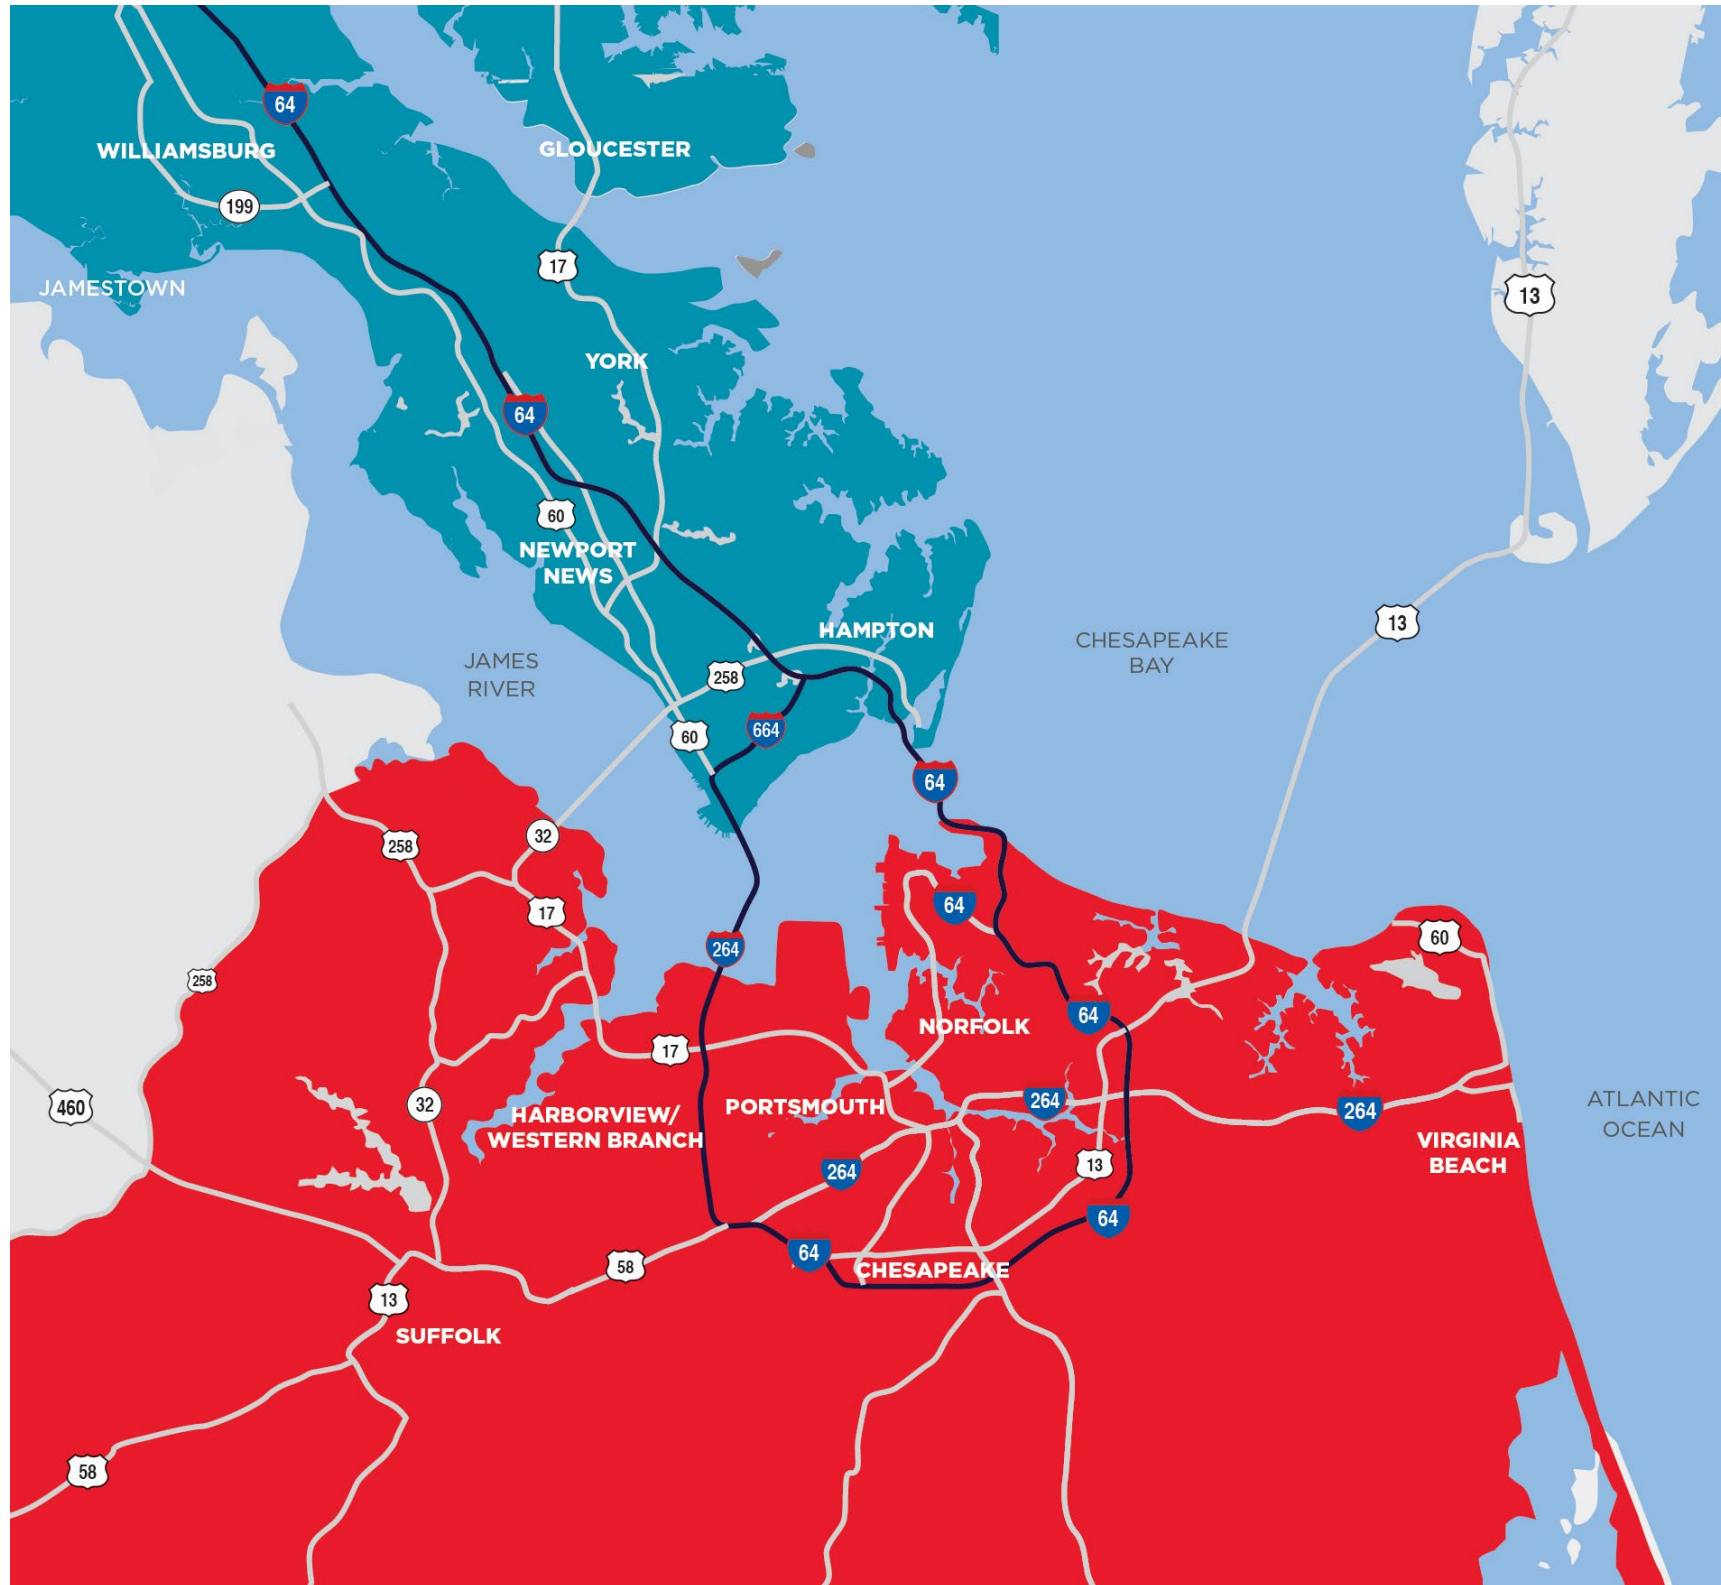 64
WILLIAMSBURG
GLOUCESTER
199
17
JAMESTOWN
13
YORK
64
60
NEWPORT
NEWS
HAMPTON
13
CHESAPEAKE
BAY
JAMES
RIVER
258
664
60
64
32
258
64
17
60
264
258
64
NORFOLK
17
264
264
460
32
PORTSMOUTH
HARBORVIEW/
WESTERN BRANCH
ATLANTIC
OCEAN
VIRGINIA
BEACH
13
264
64
64
58
CHESAPEAKE
13
SUFFOLK
58